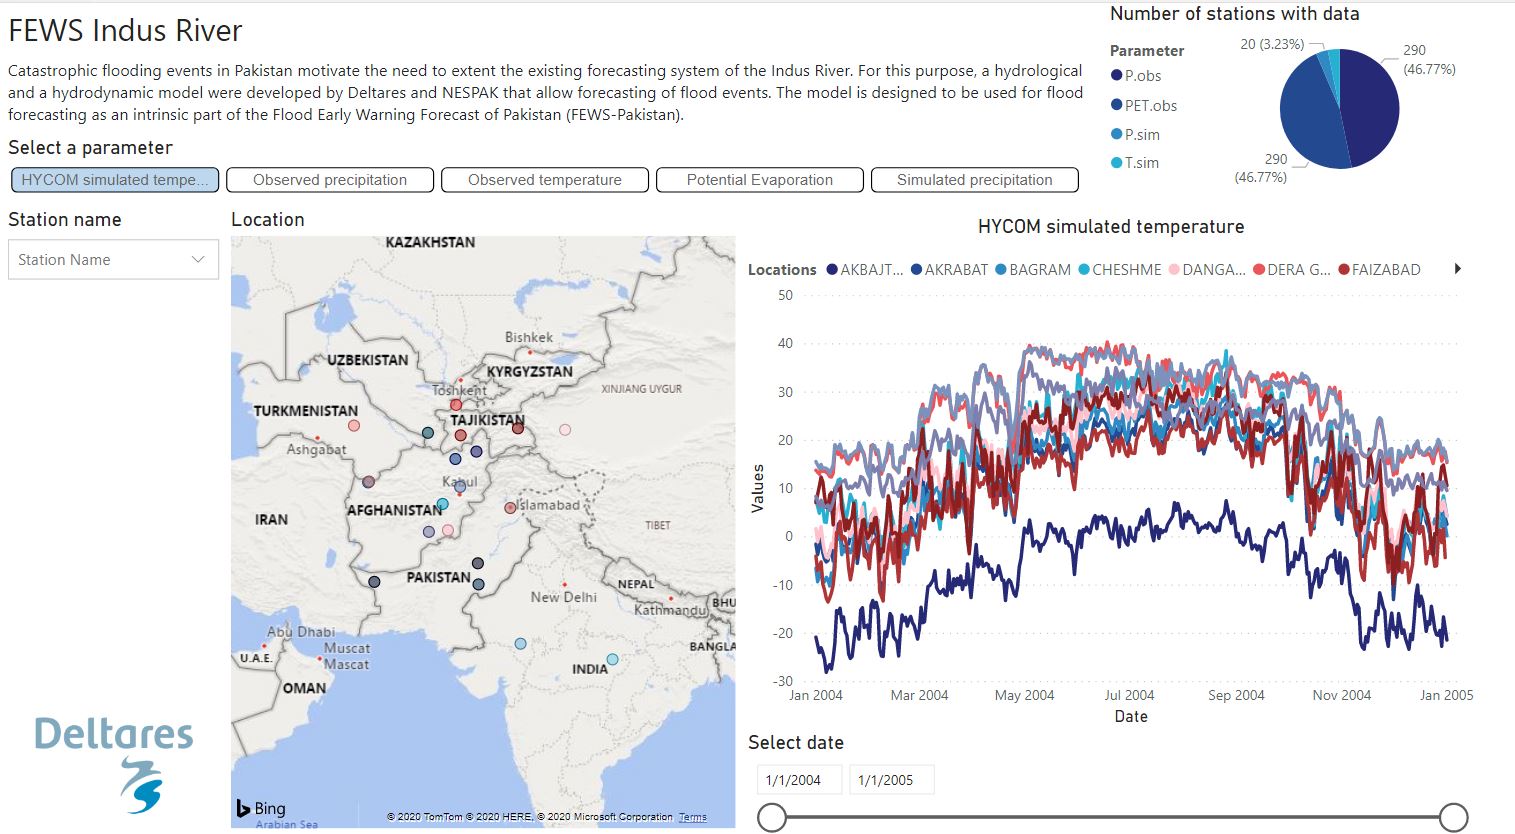 FEWS Indus River
Catastrophic flooding events in Pakistan motivate the need to extent the existing forecasting system of the Indus River. For this purpose, a hydrological
and a hydrodynamic model were developed by Deltares and NESPAK that allow forecasting of flood events. The model is designed to be used for flood
forecasting as an intrinsic part of the Flood Early Warning Forecast of Pakistan (FEWS-Pakistan).
Select a parameter
HYCOM simulated tempe...
Observed precipitation
Observed temperature
Potential Evaporation
Simulated precipitation
Number of stations with data
Parameter
P.obs
PET.obs
P.sim
T.sim
20 (3.23%)
290
(46.77%)
290
(46.77%)
Station name
Station Name
Deltares
Location
KAZAKHSTAN
Bishkek
UZBEKISTAN
KYRGYZSTAN
Toshkent
XINJIANG UYGUR
TURKMENISTAN
TAJIKISTAN
Ashgabat
Kabul
AFGHANISTAN
Islamabad
IRAN
TIBET
PAKISTAN
NEPAL
New Delhi
Kathmandu
BHU
Abu Dhabi
Muscat
BANGLA
U.A.E.
Mascat
INDIA
OMAN
Bing
© 2020 TomTom © 2020 HERE, © 2020 Microsoft Corporation Terms
Arabian Sea
HYCOM simulated temperature
Locations AKBAJT... AKRABAT BAGRAM CHESHME DANGA... DERA G... FAIZABAD
Values
50
40
30
20
10
0
-10
-20
-30
Jan 2004 Mar 2004 May 2004 Jul 2004 Sep 2004 Nov 2004 Jan 2005
Date
Select date
1/1/2004
1/1/2005